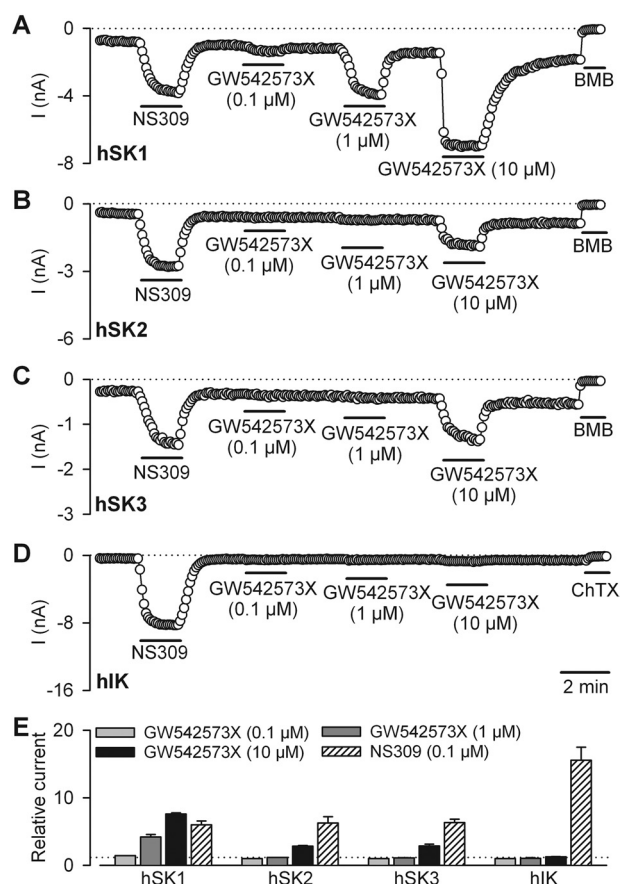 A
0
-4
-8
I (nA)
NS309
GW542573X
(0.1 µM)
GW542573X
(1 µM)
GW542573X (10 µM)
BMB
hSK1
B
0
-3
-6
I (nA)
NS309
GW542573X
(0.1 µM)
GW542573X
(1 µM)
GW542573X
(10 µM)
BMB
hSK2
C
0
-1
-2
-3
I (nA)
NS309
GW542573X
(0.1 µM)
GW542573X
(1 µM)
GW542573X
(10 µM)
BMB
hSK3
D
0
-8
-16
I (nA)
NS309
GW542573X
(0.1 µM)
GW542573X
(1 µM)
GW542573X
(10 µM)
ChTX
hIK
2 min
E
20
10
0
Relative current
GW542573X (0.1 µM)
GW542573X (1 µM)
GW542573X (10 µM)
NS309 (0.1 µM)
hSK1
hSK2
hSK3
hIK